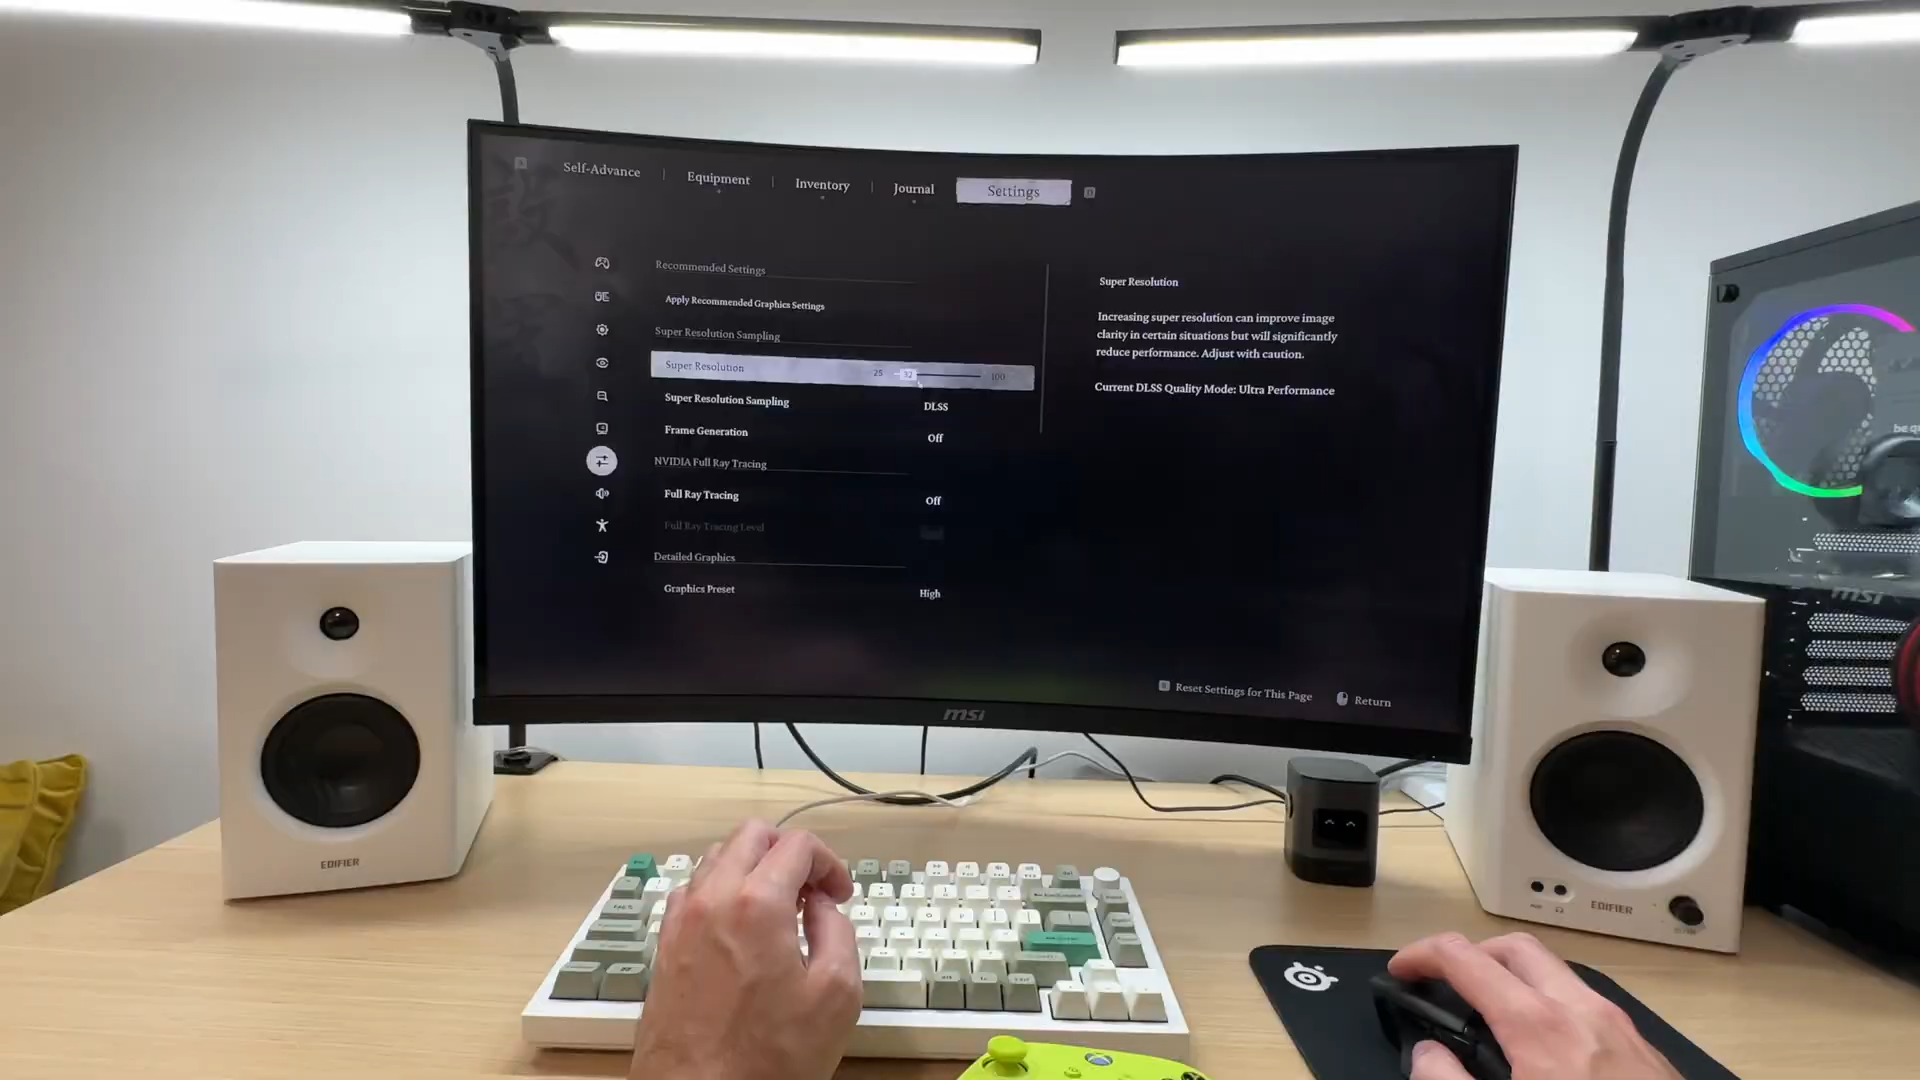 Self-Advance
Equipment
Inventory
Journal
Settings
Recommended Settings
Apply Recommended Graphics Settings
Super Resolution Sampling
Super Resolution
25
32
100
Super Resolution Sampling
DLSS
Frame Generation
Off
NVIDIA Full Ray Tracing
Full Ray Tracing
Off
Full Ray Tracing Level
Detailed Graphics
Graphics Preset
High
Super Resolution
Increasing super resolution can improve image
clarity in certain situations but will significantly
reduce performance. Adjust with caution.
Current DLSS Quality Mode: Ultra Performance
Reset Settings for This Page
Return
msi
EDIFIER
EDIFIER
msi